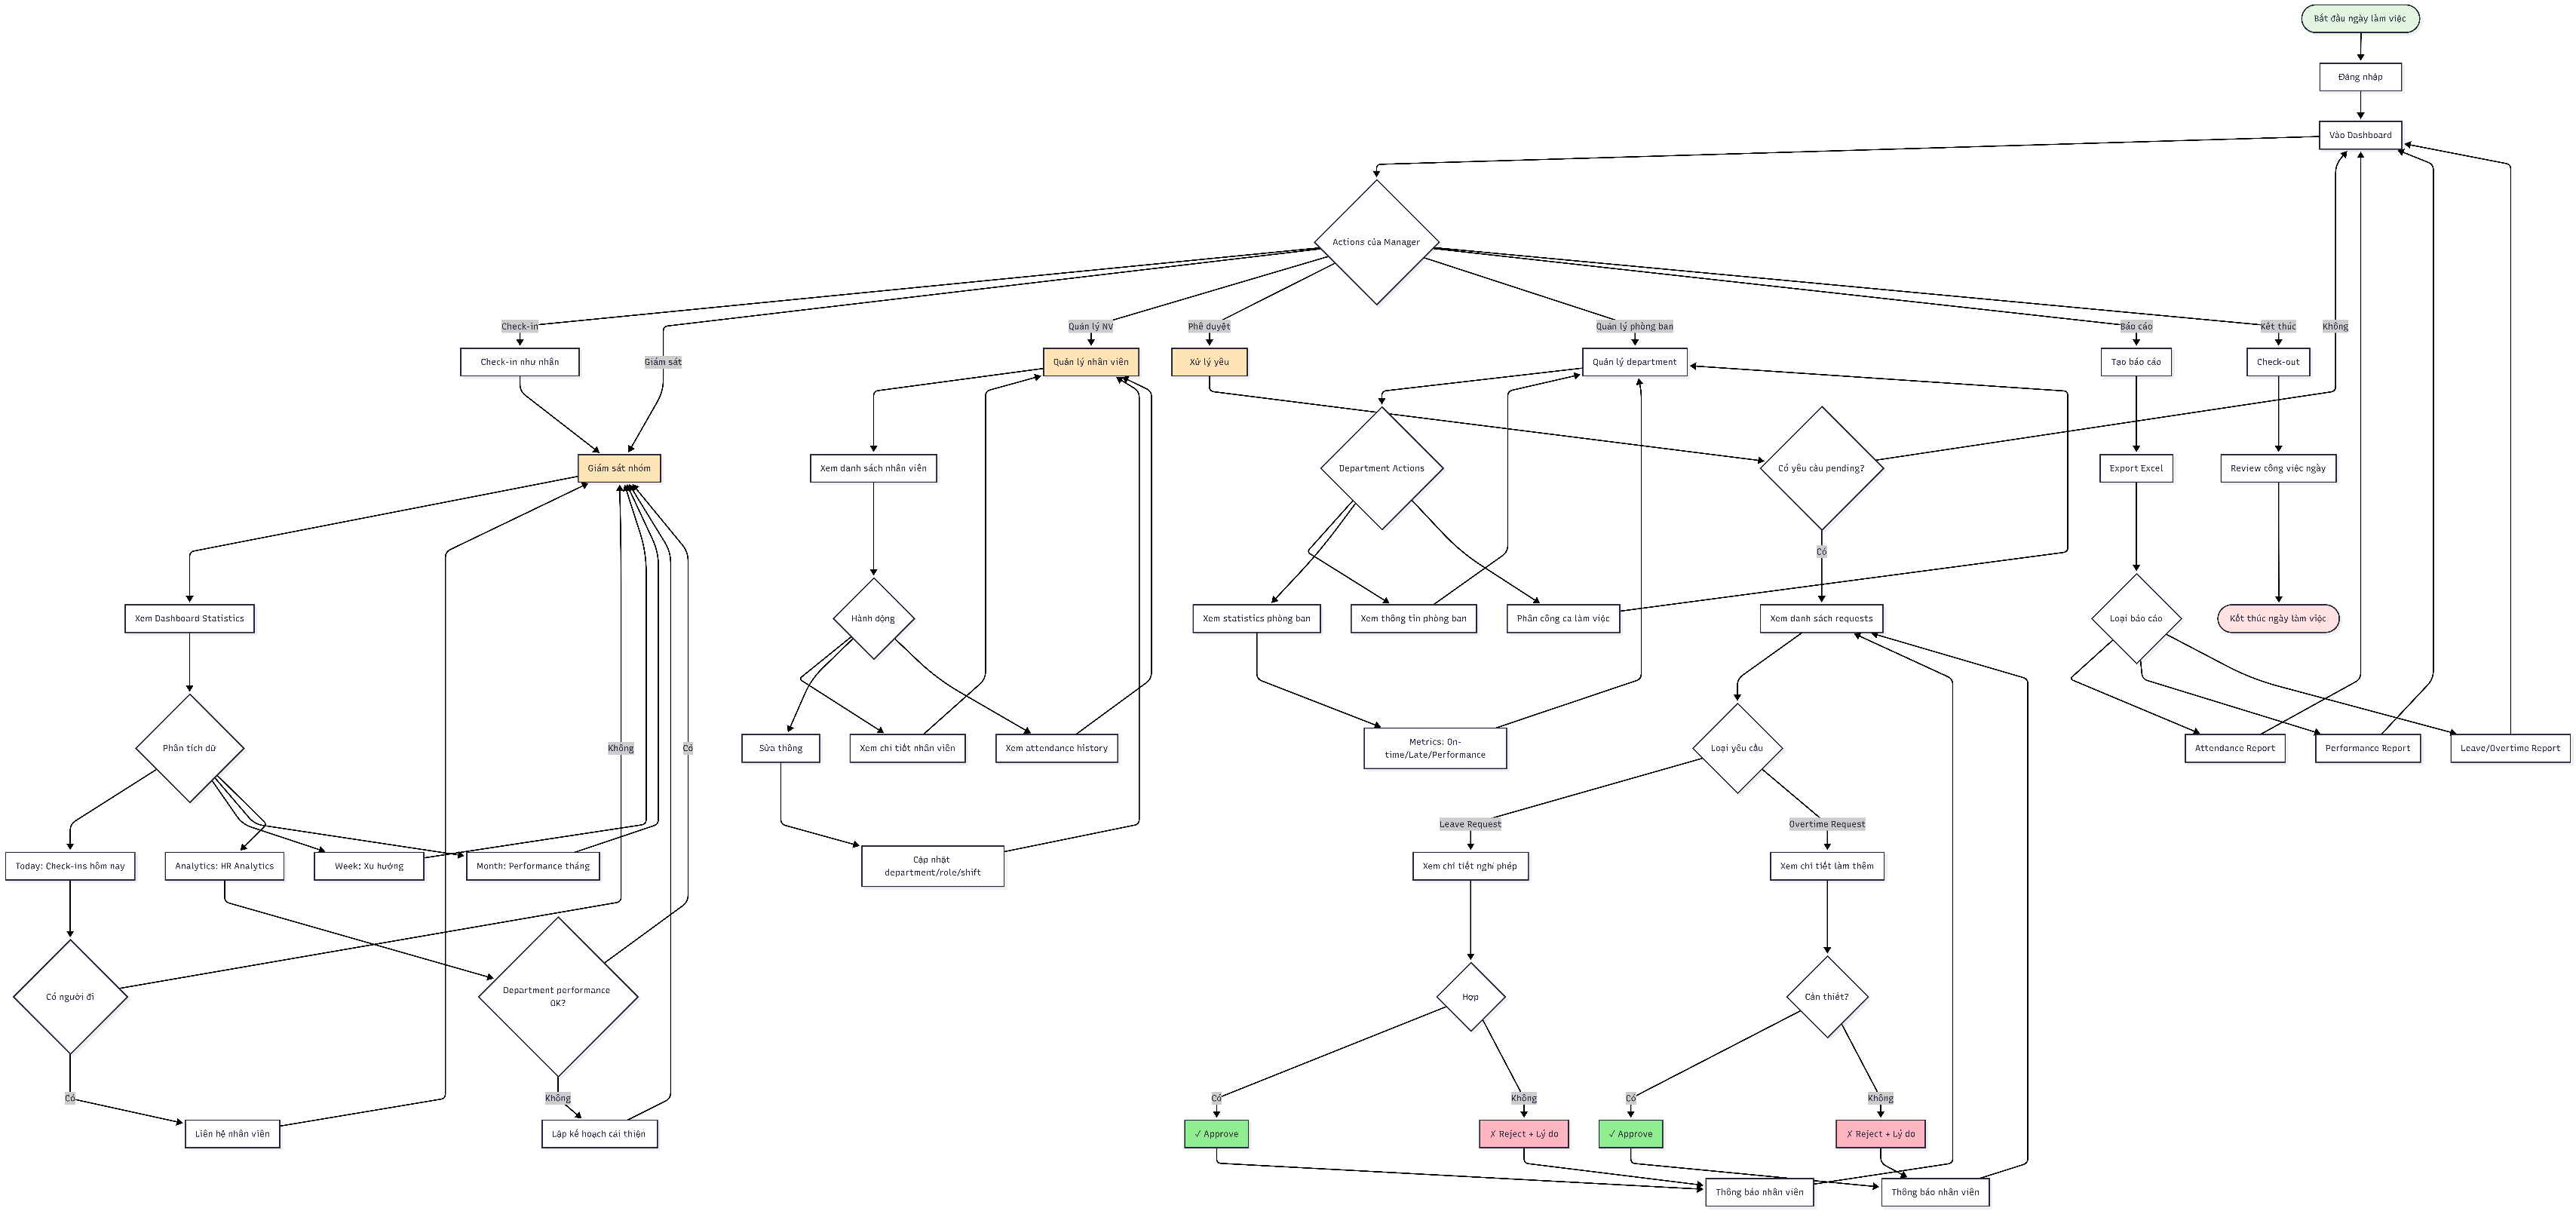 Bắt đầu ngày làm việc
Đăng nhập
Vào Dashboard
Actions của Manager
Check-in
Quản lý NV
Phê duyệt
Quản lý phòng ban
Báo cáo
Kết thúc
Không
Check-in như nhân
Giám sát
Quản lý nhân viên
Xử lý yêu
Quản lý department
Tạo báo cáo
Check-out
Giám sát nhóm
Xem danh sách nhân viên
Department Actions
Có yêu cầu pending?
Export Excel
Review công việc ngày
Có
Xem Dashboard Statistics
Hành động
Xem statistics phòng ban
Xem thông tin phòng ban
Phân công ca làm việc
Xem danh sách requests
Loại báo cáo
Kết thúc ngày làm việc
Phân tích dữ
Không
Có
Sửa thông
Xem chi tiết nhân viên
Xem attendance history
Metrics: On-
time/Late/Performance
Loại yêu cầu
Attendance Report
Performance Report
Leave/Overtime Report
Leave Request
Overtime Request
Today: Check-ins hôm nay
Analytics: HR Analytics
Week: Xu hướng
Month: Performance tháng
Cập nhật
department/role/shift
Xem chi tiết nghỉ phép
Xem chi tiết làm thêm
Có người đi
Department performance
OK?
Hợp
Cần thiết?
Có
Không
Có
Không
Có
Không
Liên hệ nhân viên
Lập kế hoạch cải thiện
✓ Approve
✗ Reject + Lý do
✓ Approve
✗ Reject + Lý do
Thông báo nhân viên
Thông báo nhân viên